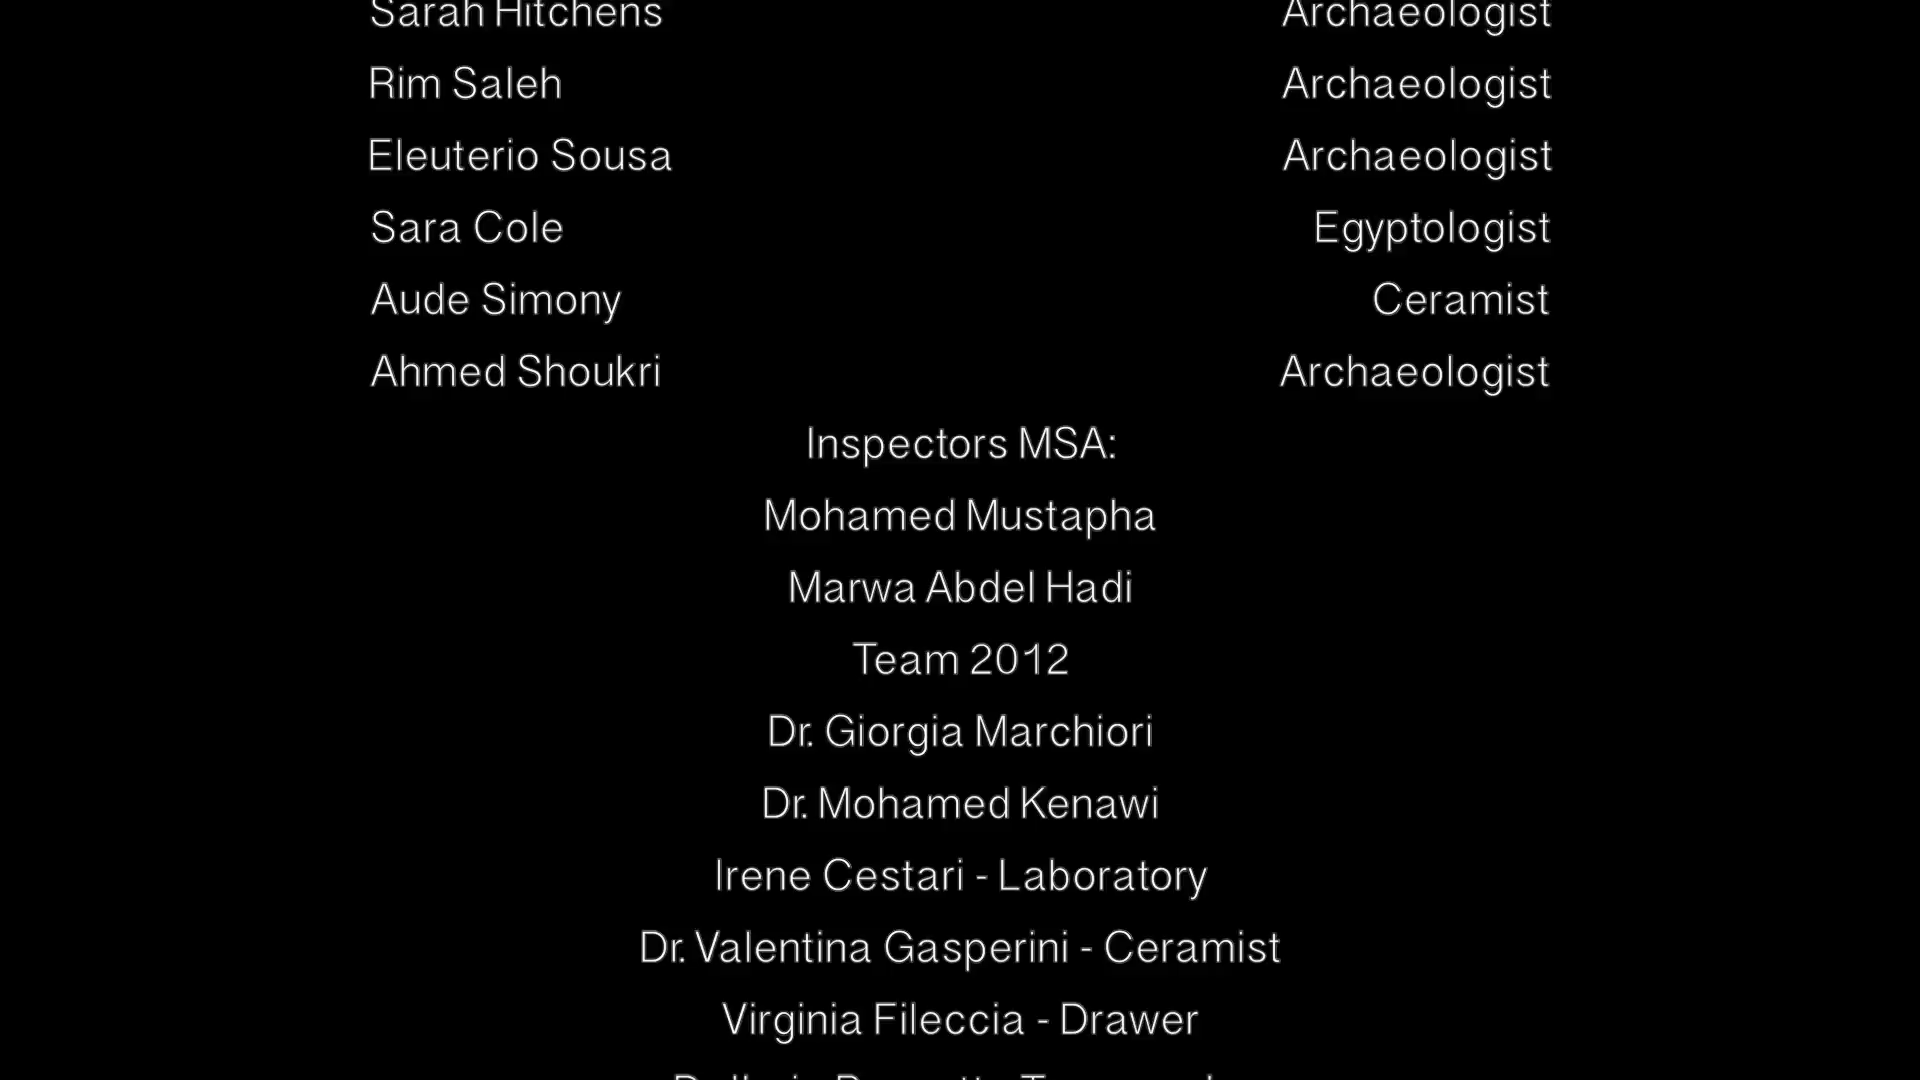 Sarah Hitchens Archaeologist
Rim Saleh Archaeologist
Eleuterio Sousa Archaeologist
Sara Cole Egyptologist
Aude Simony Ceramist
Ahmed Shoukri Archaeologist
Inspectors MSA:
Mohamed Mustapha
Marwa Abdel Hadi
Team 2012
Dr. Giorgia Marchiori
Dr. Mohamed Kenawi
Irene Cestari - Laboratory
Dr. Valentina Gasperini - Ceramist
Virginia Fileccia - Drawer